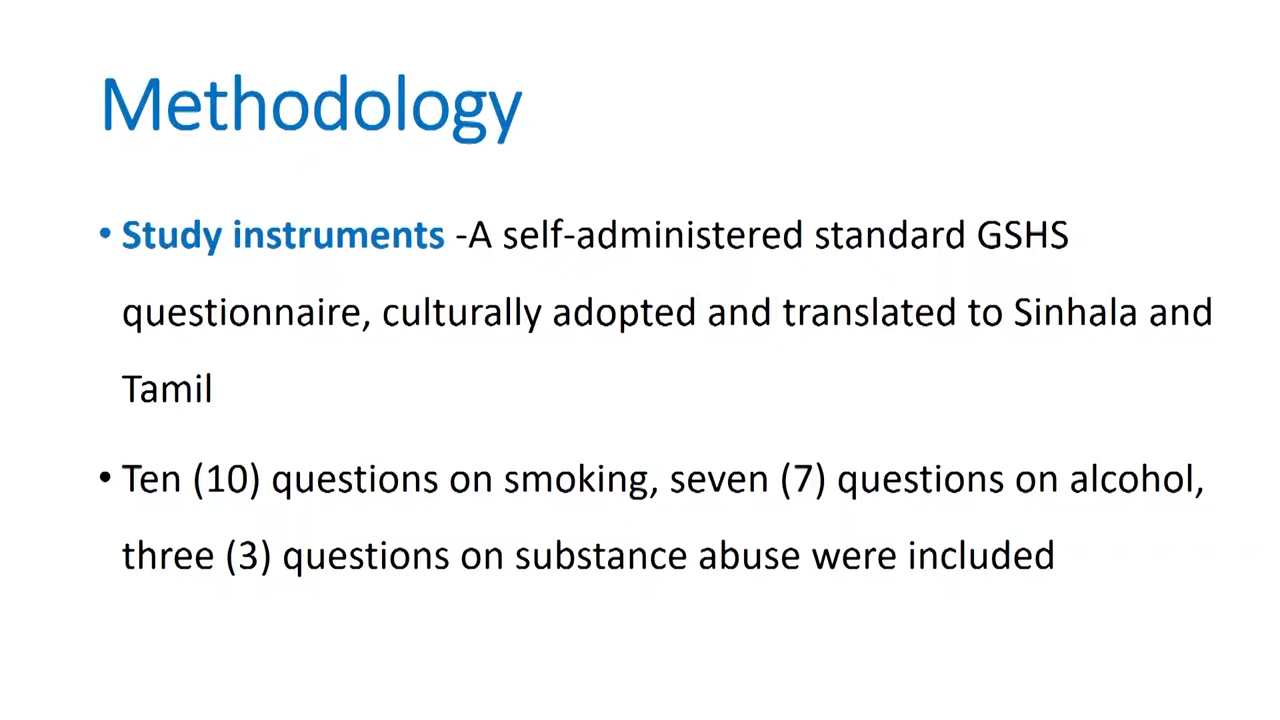 Methodology
• Study instruments -A self-administered standard GSHS
questionnaire, culturally adopted and translated to Sinhala and
Tamil
• Ten (10) questions on smoking, seven (7) questions on alcohol,
three (3) questions on substance abuse were included